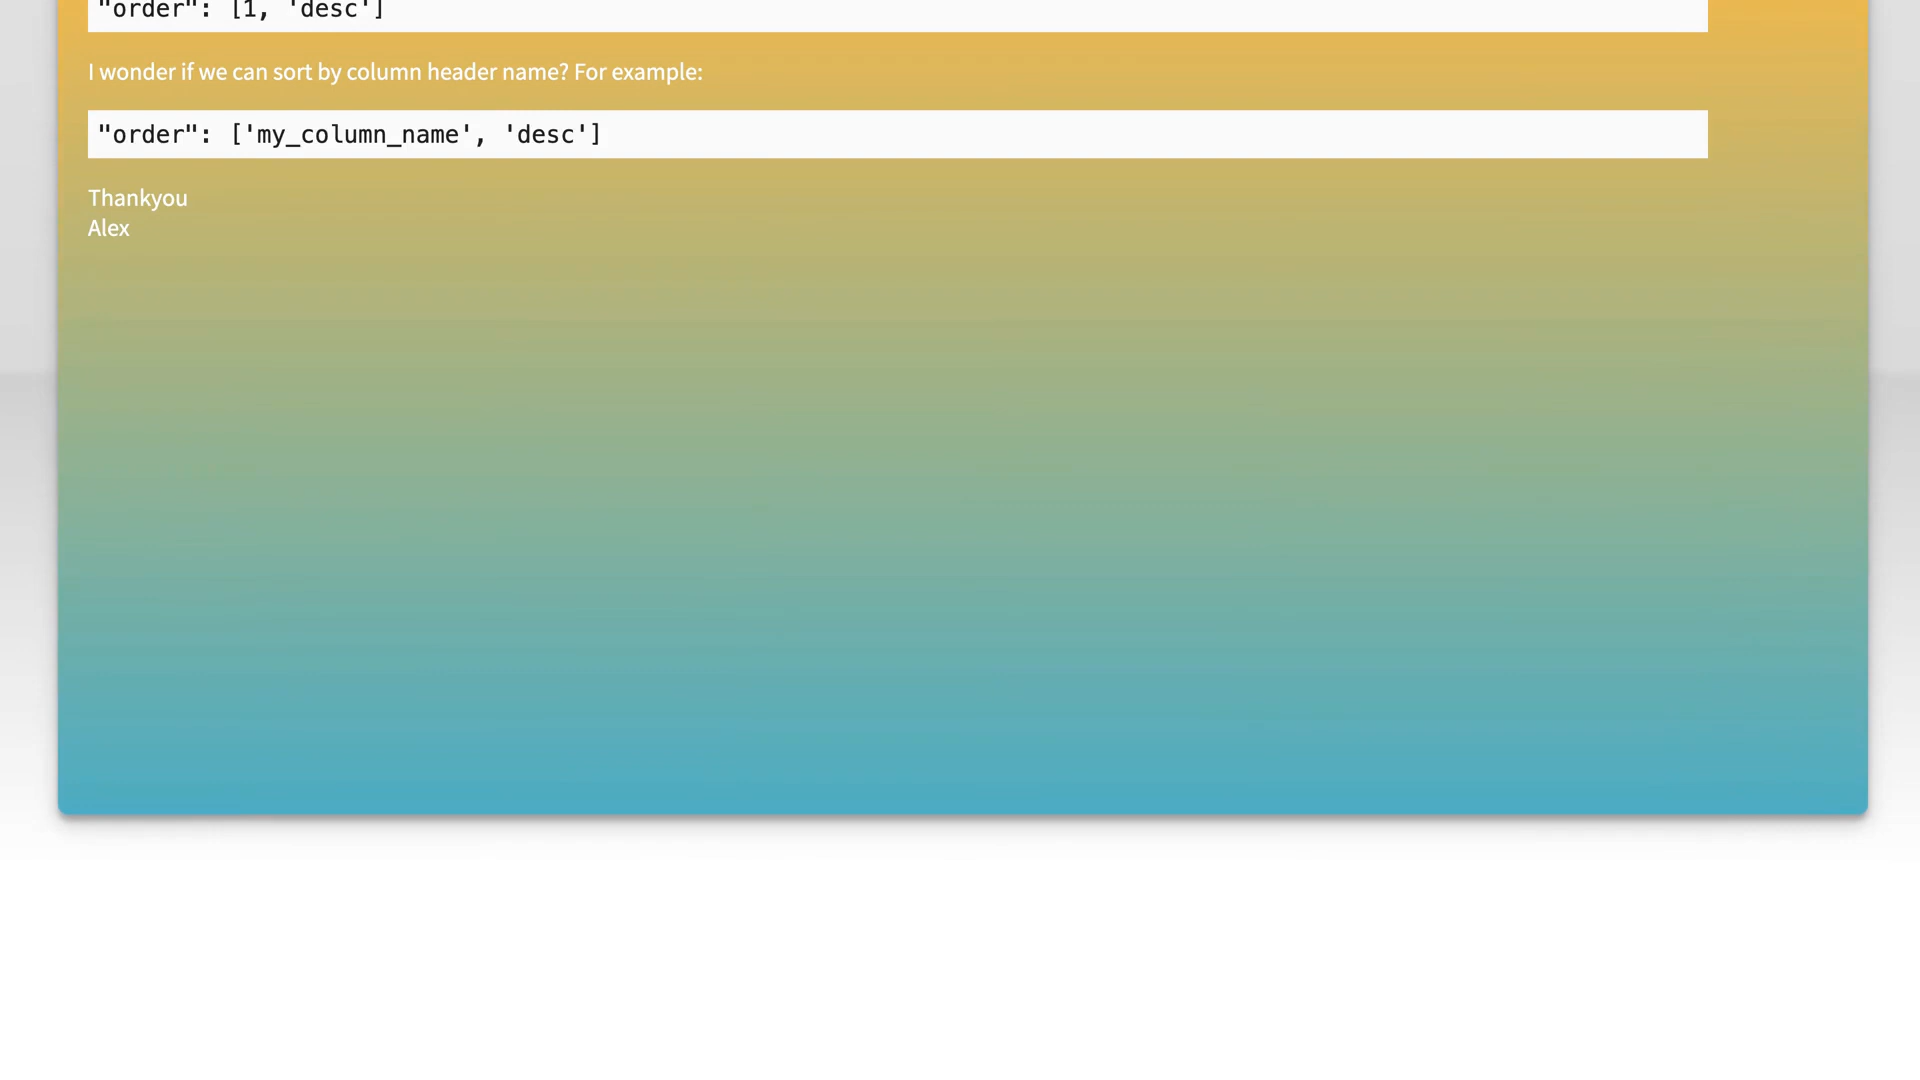 "order": [1, 'desc']
I wonder if we can sort by column header name? For example:
"order": ['my_column_name', 'desc']
Thankyou
Alex